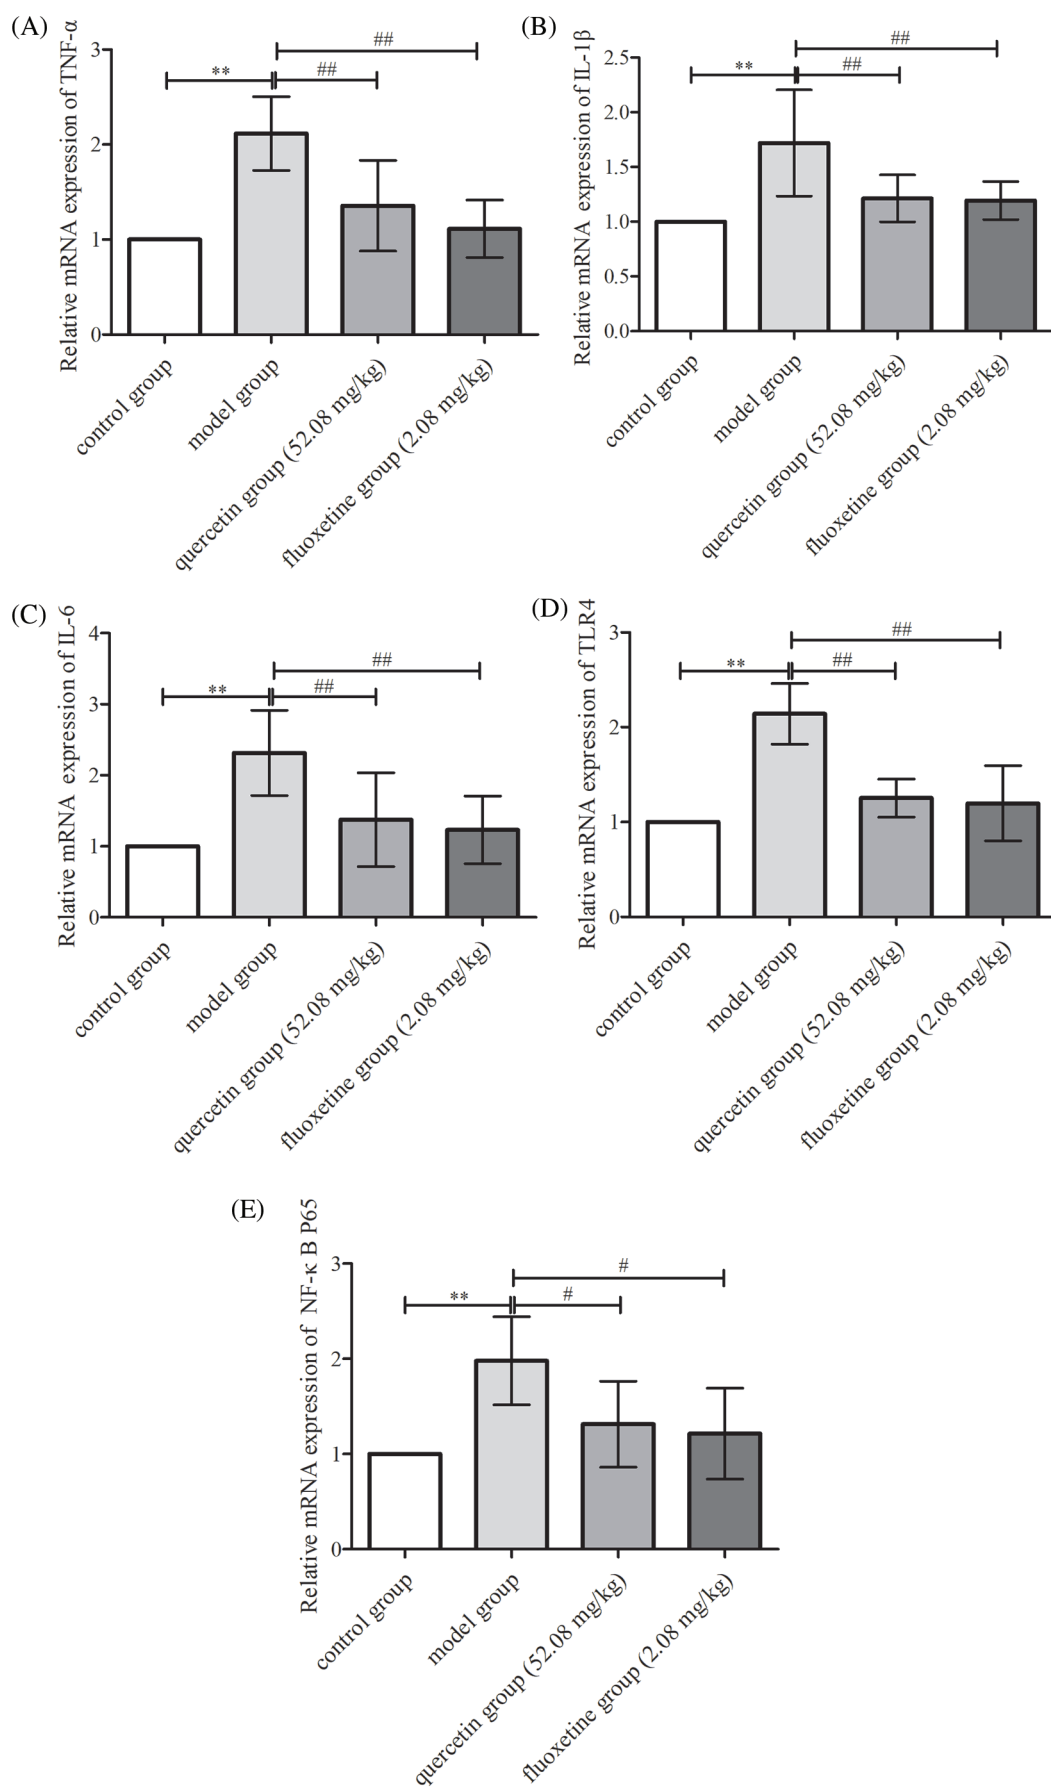 (A)
Relative mRNA expression of TNF-α
3
2
1
0
**
##
##
control group
model group
quercetin group (52.08 mg/kg)
fluoxetine group (2.08 mg/kg)
(B)
Relative mRNA expression of IL-1β
2.5
2.0
1.5
1.0
0.5
0.0
**
##
##
control group
model group
quercetin group (52.08 mg/kg)
fluoxetine group (2.08 mg/kg)
(C)
Relative mRNA expression of IL-6
4
3
2
1
0
**
##
##
control group
model group
quercetin group (52.08 mg/kg)
fluoxetine group (2.08 mg/kg)
(D)
Relative mRNA expression of TLR4
3
2
1
0
**
##
##
control group
model group
quercetin group (52.08 mg/kg)
fluoxetine group (2.08 mg/kg)
(E)
Relative mRNA expression of NF-κ B P65
3
2
1
0
**
#
#
control group
model group
quercetin group (52.08 mg/kg)
fluoxetine group (2.08 mg/kg)